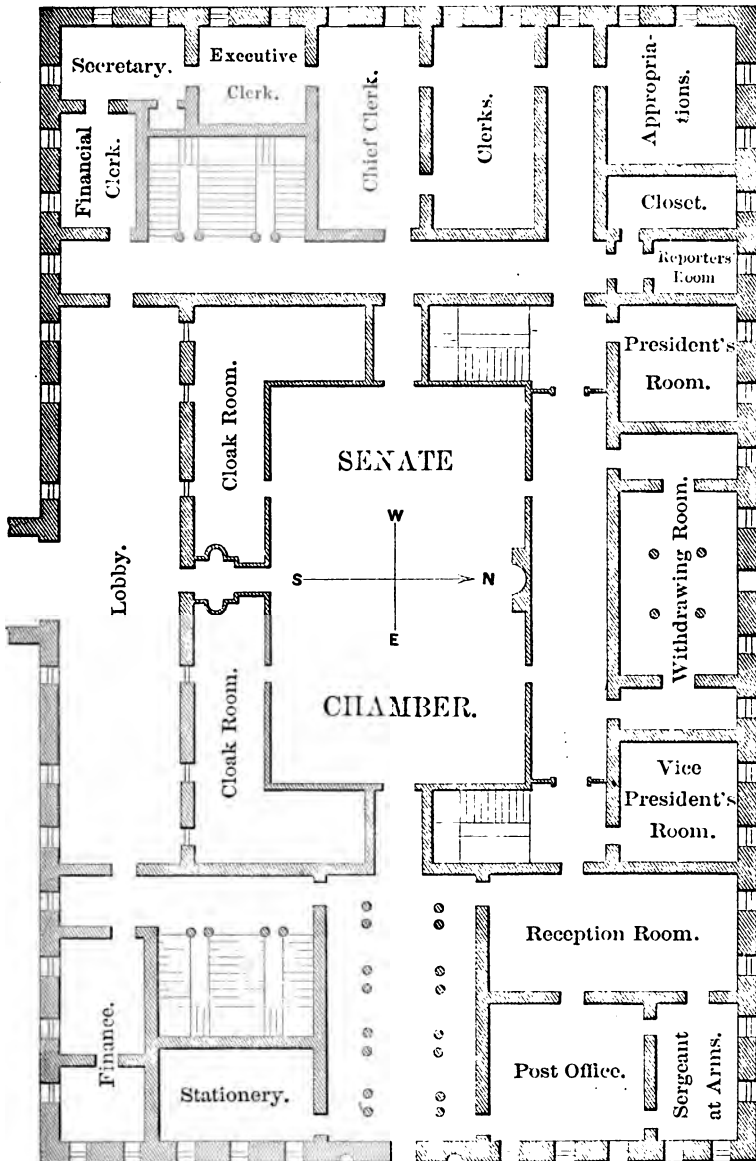 Secretary.
Executive
Clerk.
Chief Clerk.
Clerks.
Appropria-
tions.
Financial
Clerk.
Closet.
Reporters'
Room
President's
Room.
Cloak Room.
SENATE
W
S
N
E
CHAMBER.
Lobby.
Withdrawing Room.
Cloak Room.
Vice
President's
Room.
Reception Room.
Finance.
Stationery.
Post Office.
Sergeant
at Arms.